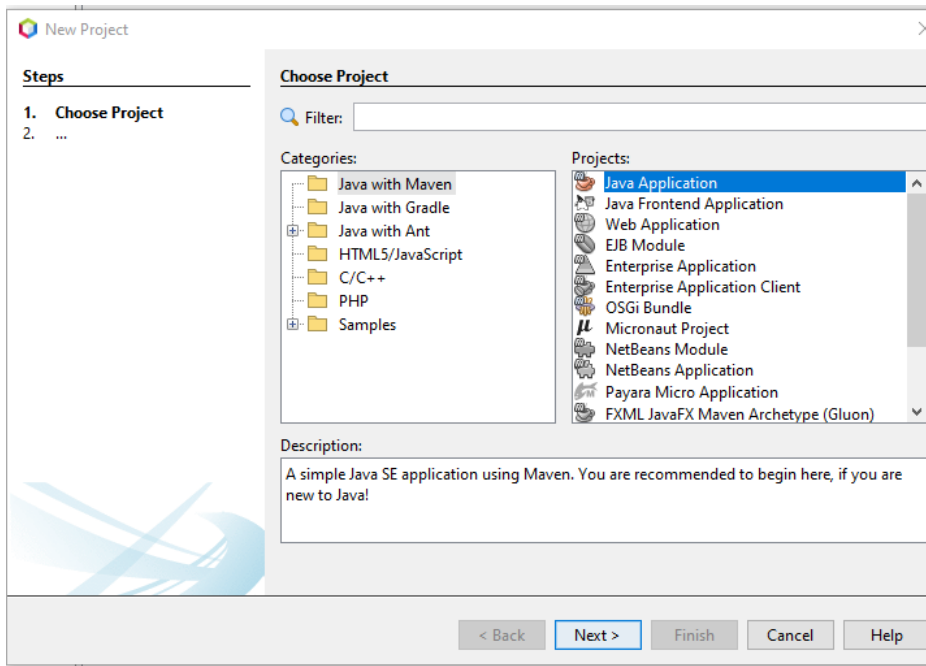 New Project
Steps
1. Choose Project
2. ...
Choose Project
Filter:
Categories:
Java with Maven
Java with Gradle
Java with Ant
HTML5/JavaScript
C/C++
PHP
Samples
Projects:
Java Application
Java Frontend Application
Web Application
EJB Module
Enterprise Application
Enterprise Application Client
OSGi Bundle
Micronaut Project
NetBeans Module
NetBeans Application
Payara Micro Application
FXML JavaFX Maven Archetype (Gluon)
Description:
A simple Java SE application using Maven. You are recommended to begin here, if you are
new to Java!
< Back
Next >
Finish
Cancel
Help